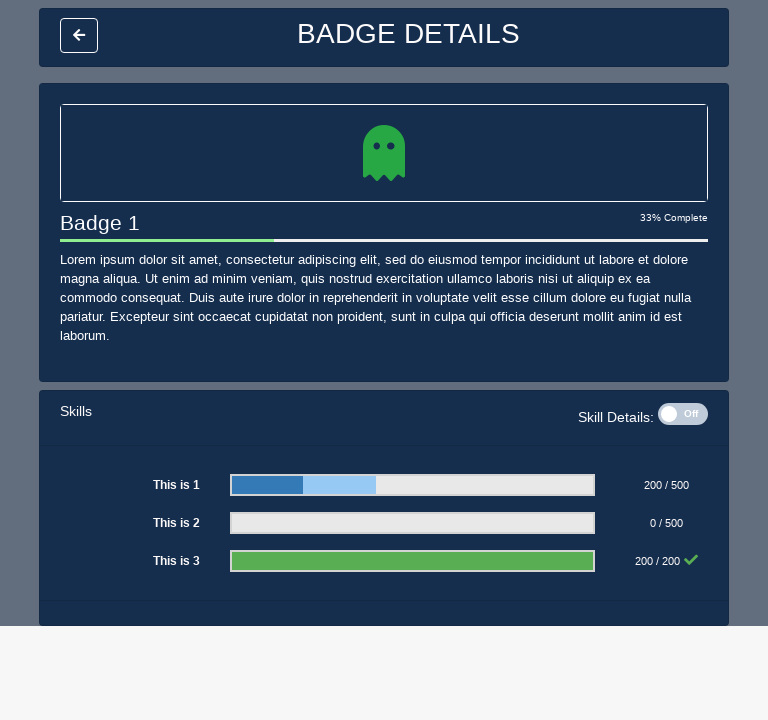 BADGE DETAILS
Badge 1
33% Complete
Lorem ipsum dolor sit amet, consectetur adipiscing elit, sed do eiusmod tempor incididunt ut labore et dolore
magna aliqua. Ut enim ad minim veniam, quis nostrud exercitation ullamco laboris nisi ut aliquip ex ea
commodo consequat. Duis aute irure dolor in reprehenderit in voluptate velit esse cillum dolore eu fugiat nulla
pariatur. Excepteur sint occaecat cupidatat non proident, sunt in culpa qui officia deserunt mollit anim id est
laborum.
Skills
Skill Details: Off
This is 1 200 / 500
This is 2 0 / 500
This is 3 200 / 200